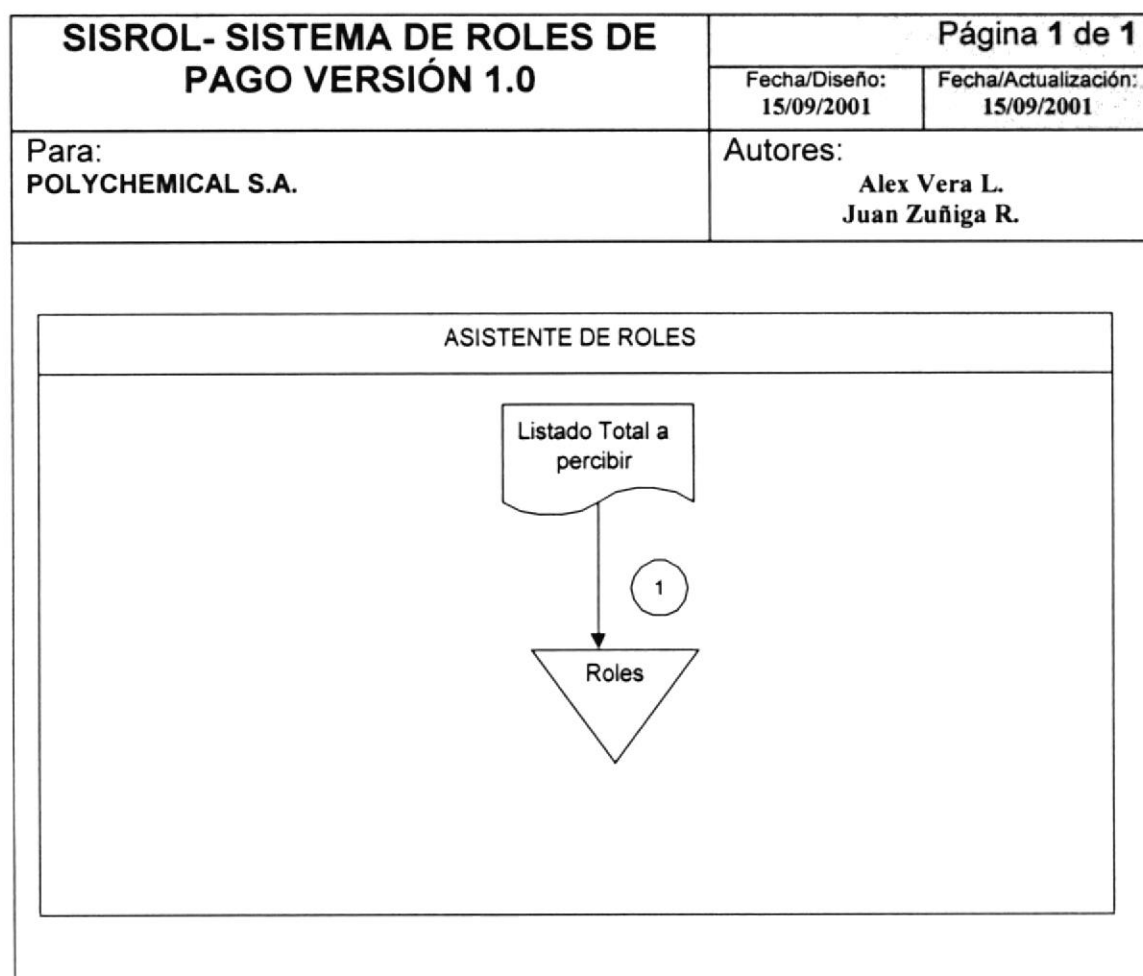 SISROL- SISTEMA DE ROLES DE
PAGO VERSIÓN 1.0
Página 1 de 1
Fecha/Diseño:
15/09/2001
Fecha/Actualización:
15/09/2001
Para:
POLYCHEMICAL S.A.
Autores:
Alex Vera L.
Juan Zuñiga R.
ASISTENTE DE ROLES
Listado Total a
percibir
1
Roles